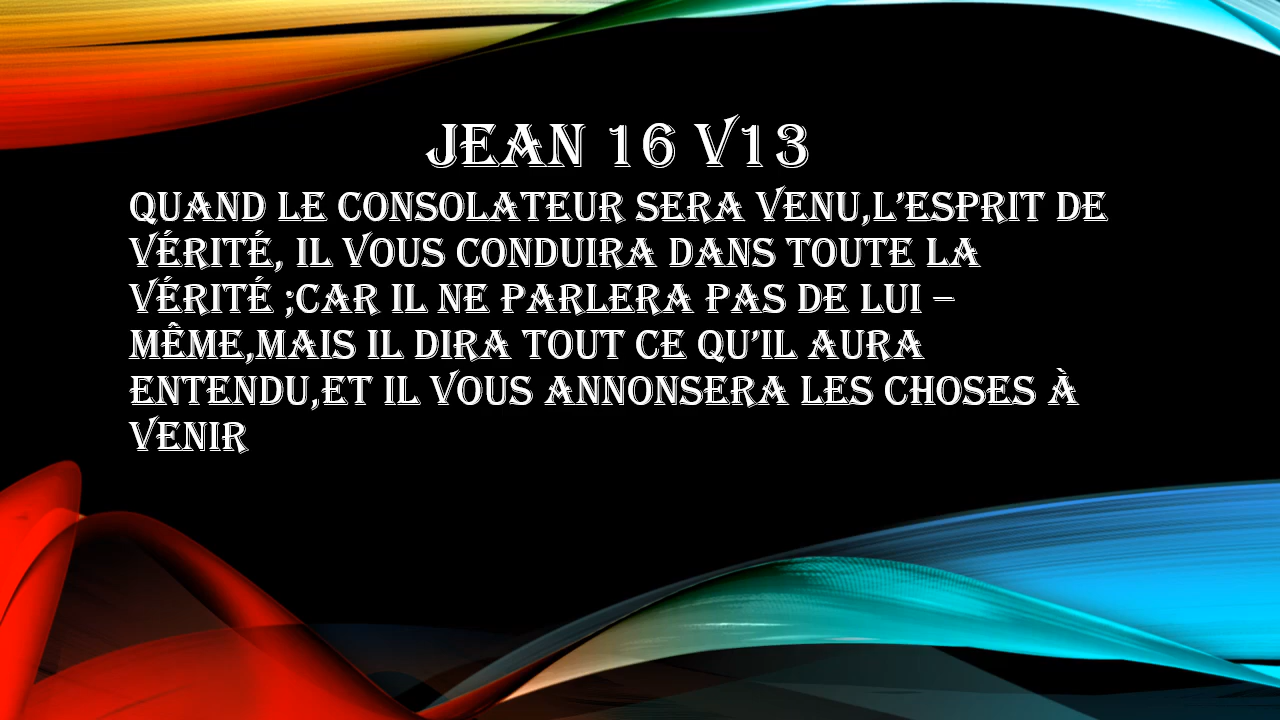 JEAN 16 V13
QUAND LE CONSOLATEUR SERA VENU,L’ESPRIT DE
VÉRITÉ, IL VOUS CONDUIRA DANS TOUTE LA
VÉRITÉ ;CAR IL NE PARLERA PAS DE LUI –
MÊME,MAIS IL DIRA TOUT CE QU’IL AURA
ENTENDU,ET IL VOUS ANNONSERA LES CHOSES À
VENIR